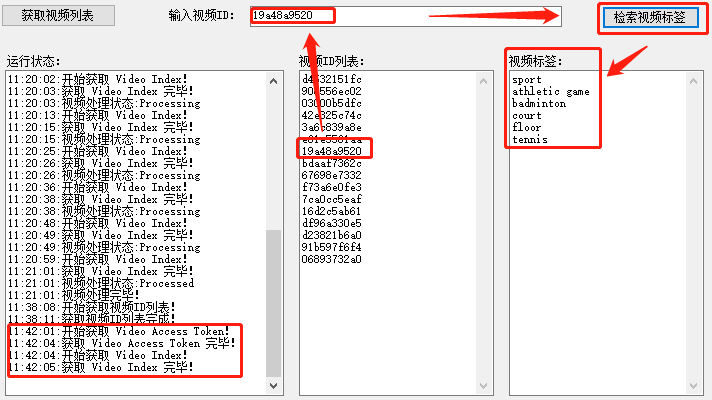 获取视频列表
输入视频ID:
19a48a9520
检索视频标签
运行状态:
11:20:02:开始获取 Video Index!
11:20:03:获取 Video Index 完毕!
11:20:03:视频处理状态:Processing
11:20:13:开始获取 Video Index!
11:20:15:获取 Video Index 完毕!
11:20:15:视频处理状态:Processing
11:20:25:开始获取 Video Index!
11:20:26:获取 Video Index 完毕!
11:20:26:视频处理状态:Processing
11:20:36:开始获取 Video Index!
11:20:38:获取 Video Index 完毕!
11:20:38:视频处理状态:Processing
11:20:48:开始获取 Video Index!
11:20:49:获取 Video Index 完毕!
11:20:49:视频处理状态:Processing
11:20:59:开始获取 Video Index!
11:21:01:获取 Video Index 完毕!
11:21:01:视频处理状态:Processed
11:21:01:视频处理完毕!
11:38:08:开始获取视频ID列表!
11:38:11:获取视频ID列表完成!
11:42:01:开始获取 Video Access Token!
11:42:04:获取 Video Access Token 完毕!
11:42:04:开始获取 Video Index!
11:42:05:获取 Video Index 完毕!
视频ID列表:
03000b5dfc
19a48a9520
bdaaf7362c
67698e7332
f73a6e0fe3
7ca0cc5eaf
16d2c5ab61
df96a330e5
d23821b6a0
91b597f6f4
06893732a0
视频标签:
sport
athletic game
badminton
court
floor
tennis